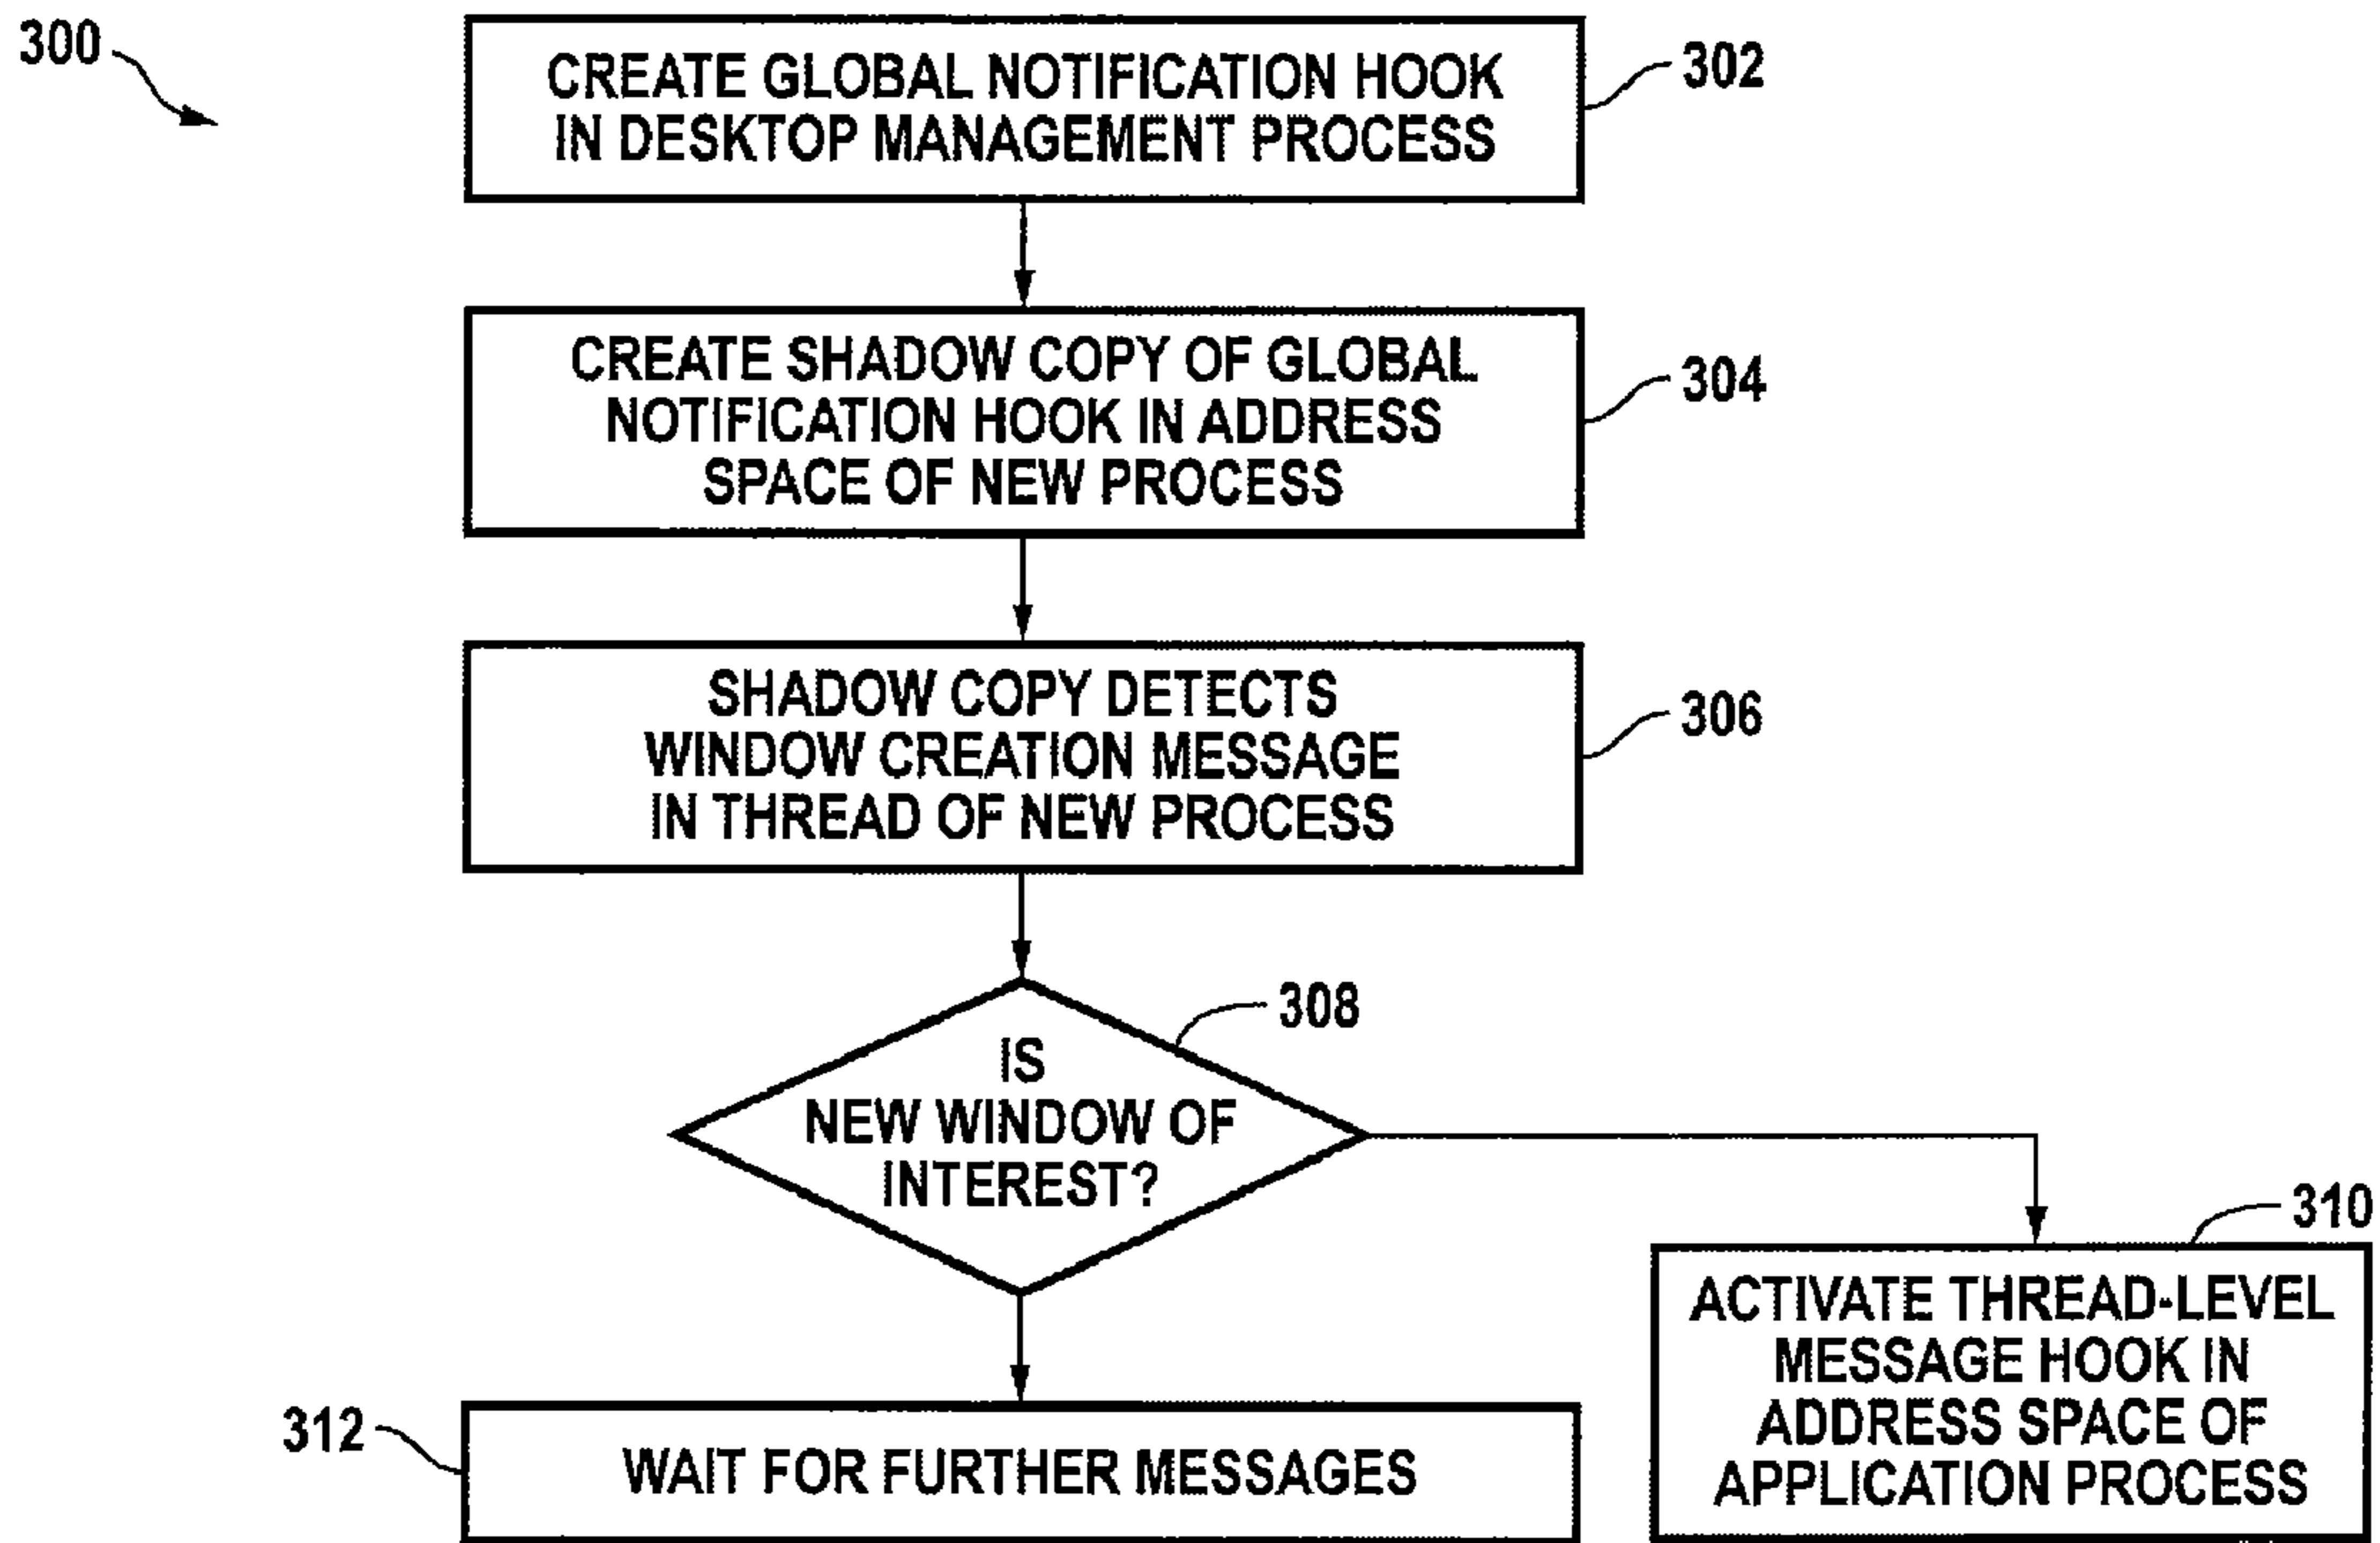 300
CREATE GLOBAL NOTIFICATION HOOK
IN DESKTOP MANAGEMENT PROCESS
302
CREATE SHADOW COPY OF GLOBAL
NOTIFICATION HOOK IN ADDRESS
SPACE OF NEW PROCESS
304
SHADOW COPY DETECTS
WINDOW CREATION MESSAGE
IN THREAD OF NEW PROCESS
306
308
IS
NEW WINDOW OF
INTEREST?
310
ACTIVATE THREAD-LEVEL
MESSAGE HOOK IN
ADDRESS SPACE OF
APPLICATION PROCESS
312
WAIT FOR FURTHER MESSAGES